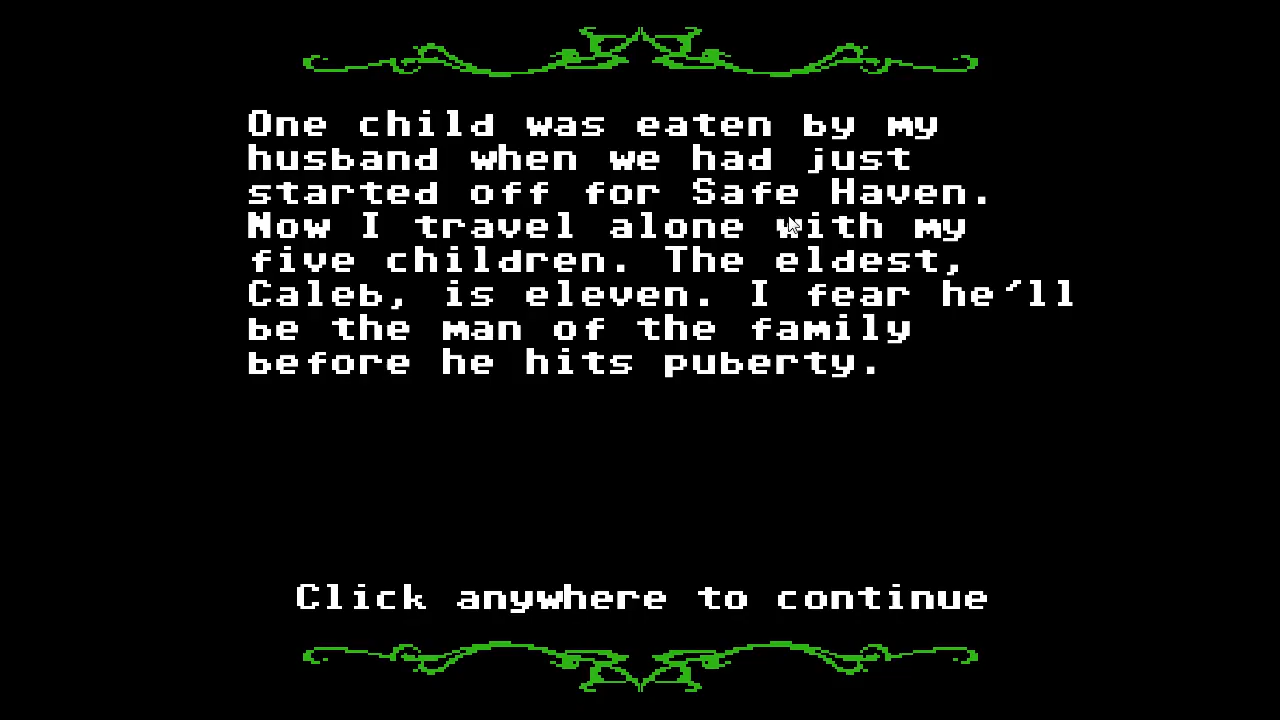 One child was eaten by my
husband when we had just
started off for Safe Haven.
Now I travel alone with my
five children. The eldest,
Caleb, is eleven. I fear he'll
be the man of the family
before he hits puberty.
Click anywhere to continue